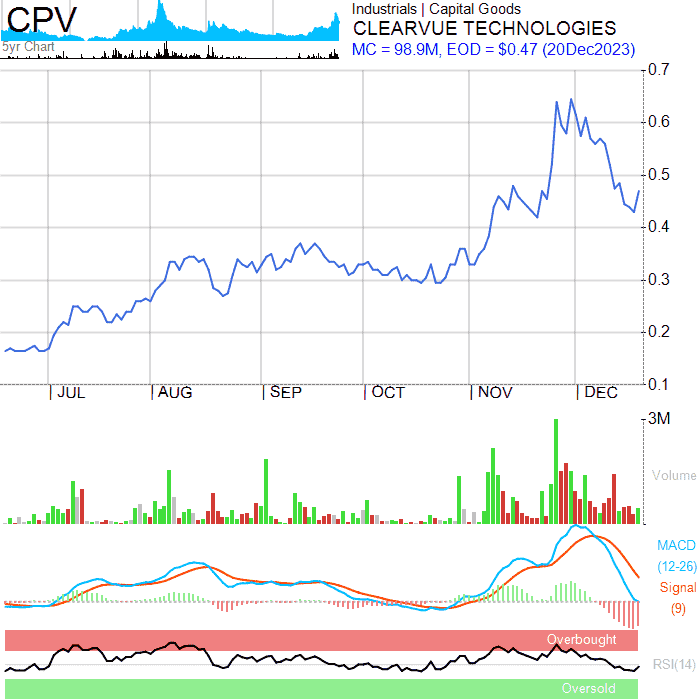 CPV
5yr Chart
Industrials | Capital Goods
CLEARVUE TECHNOLOGIES
MC = 98.9M, EOD = $0.47 (20Dec2023)
0.7
0.6
0.5
0.4
0.3
0.2
0.1
JUL
AUG
SEP
OCT
NOV
DEC
3M
Volume
MACD
(12-26)
Signal
(9)
Overbought
RSI(14)
Oversold